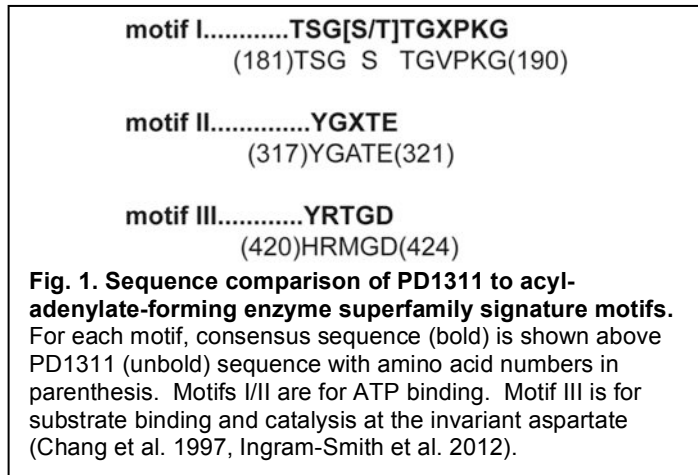 motif I............TSG[S/T]TGXPKG
(181)TSG S TGVPKG(190)
motif II..............YGXTE
(317)YGATE(321)
motif III............YRTGD
(420)HRMGD(424)
Fig. 1. Sequence comparison of PD1311 to acyl-
adenylate-forming enzyme superfamily signature motifs.
For each motif, consensus sequence (bold) is shown above
PD1311 (unbold) sequence with amino acid numbers in
parenthesis. Motifs I/II are for ATP binding. Motif III is for
substrate binding and catalysis at the invariant aspartate
(Chang et al. 1997, Ingram-Smith et al. 2012).